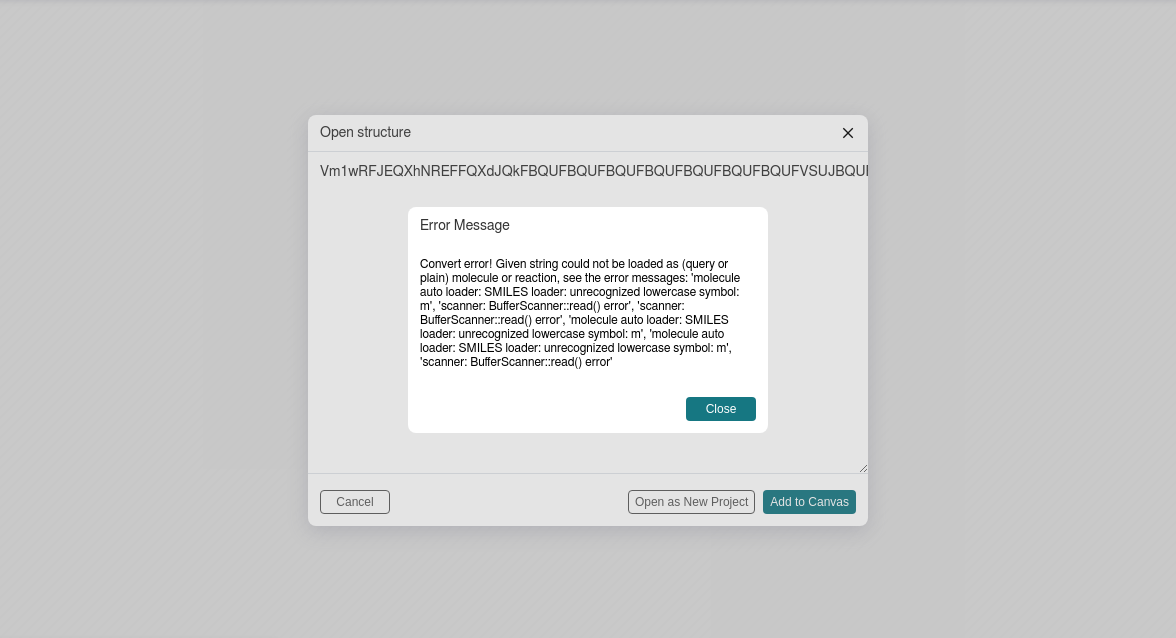 Open structure
Vm1wRFJEQXhNREFFQXdJQkFBQUFBQUFBQUFBQUFBQUFBQUFBQUFBQUFVSUJBQUI
Error Message
Convert error! Given string could not be loaded as (query or
plain) molecule or reaction, see the error messages: 'molecule
auto loader: SMILES loader: unrecognized lowercase symbol:
m', 'scanner: BufferScanner::read() error', 'scanner:
BufferScanner::read() error', 'molecule auto loader: SMILES
loader: unrecognized lowercase symbol: m', 'molecule auto
loader: SMILES loader: unrecognized lowercase symbol: m',
'scanner: BufferScanner::read() error'
Close
Cancel
Open as New Project
Add to Canvas